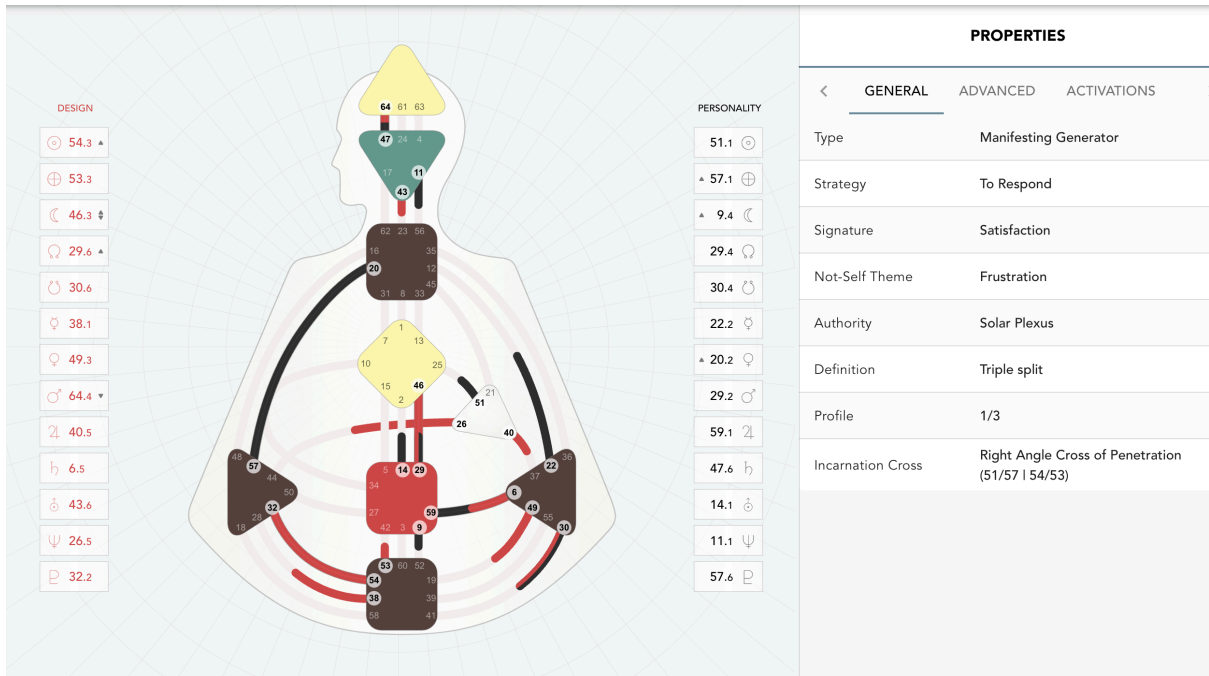 PROPERTIES
GENERAL ADVANCED ACTIVATIONS
Type Manifesting Generator
Strategy To Respond
Signature Satisfaction
Not-Self Theme Frustration
Authority Solar Plexus
Definition Triple split
Profile 1/3
Incarnation Cross Right Angle Cross of Penetration
(51/57 | 54/53)
DESIGN
54.3
53.3
46.3
29.6
30.6
38.1
49.3
64.4
40.5
6.5
43.6
26.5
32.2
PERSONALITY
51.1
57.1
9.4
29.4
30.4
22.2
20.2
29.2
59.1
47.6
14.1
11.1
57.6
64 61 63
47 24 4
17 11
43
62 23 56
16 35
20 12
45
31 8 33
1
7 13
10 25
15 46
2
21
51
26 40
48 57 44 50 32 28 18
5 14 29
34
27 59
42 3 9
36 22 37 6 49 55 30
53 60 52
54 19
38 39
58 41